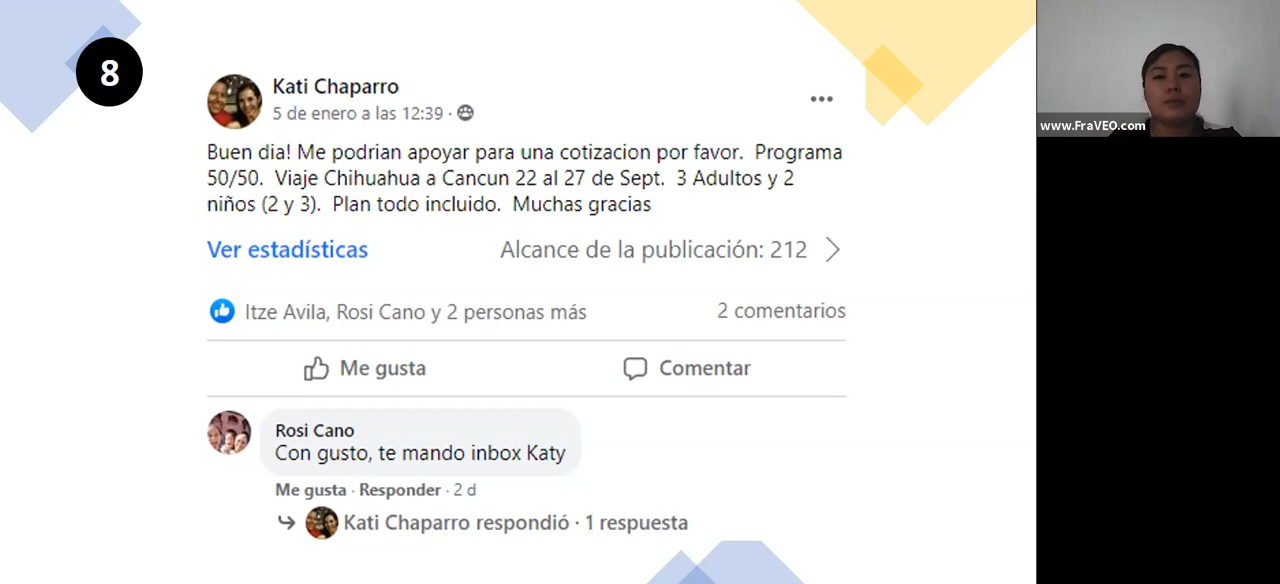 8
Kati Chaparro
5 de enero a las 12:39 ·
Buen dia! Me podrian apoyar para una cotizacion por favor. Programa
50/50. Viaje Chihuahua a Cancun 22 al 27 de Sept. 3 Adultos y 2
niños (2 y 3). Plan todo incluido. Muchas gracias
Ver estadísticas Alcance de la publicación: 212
Itze Avila, Rosi Cano y 2 personas más 2 comentarios
Me gusta Comentar
Rosi Cano
Con gusto, te mando inbox Katy
Me gusta · Responder · 2 d
Kati Chaparro respondió · 1 respuesta
www.FraVEO.com